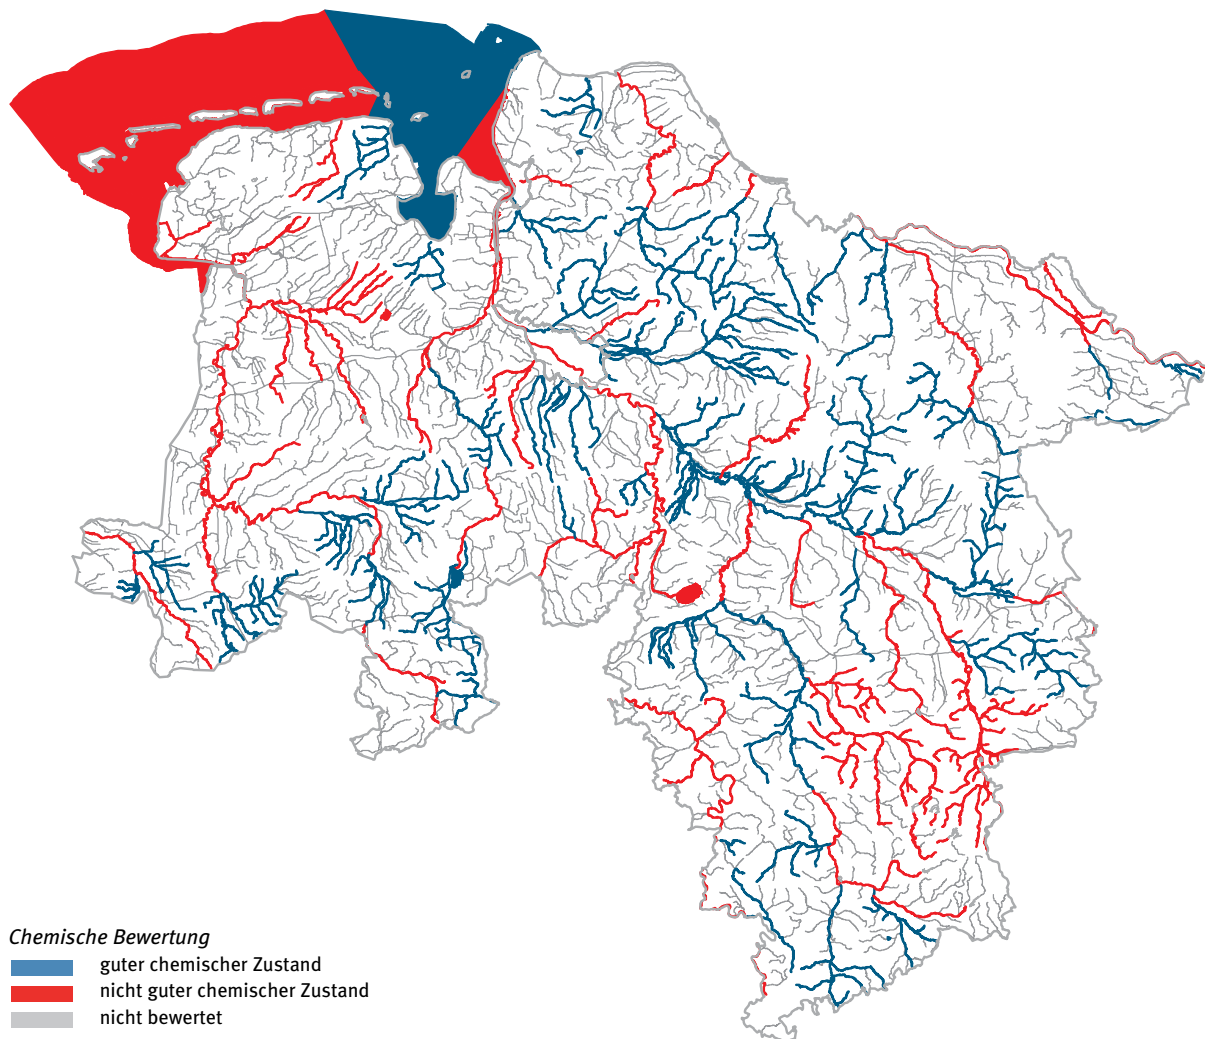 Chemische Bewertung
guter chemischer Zustand
nicht guter chemischer Zustand
nicht bewertet